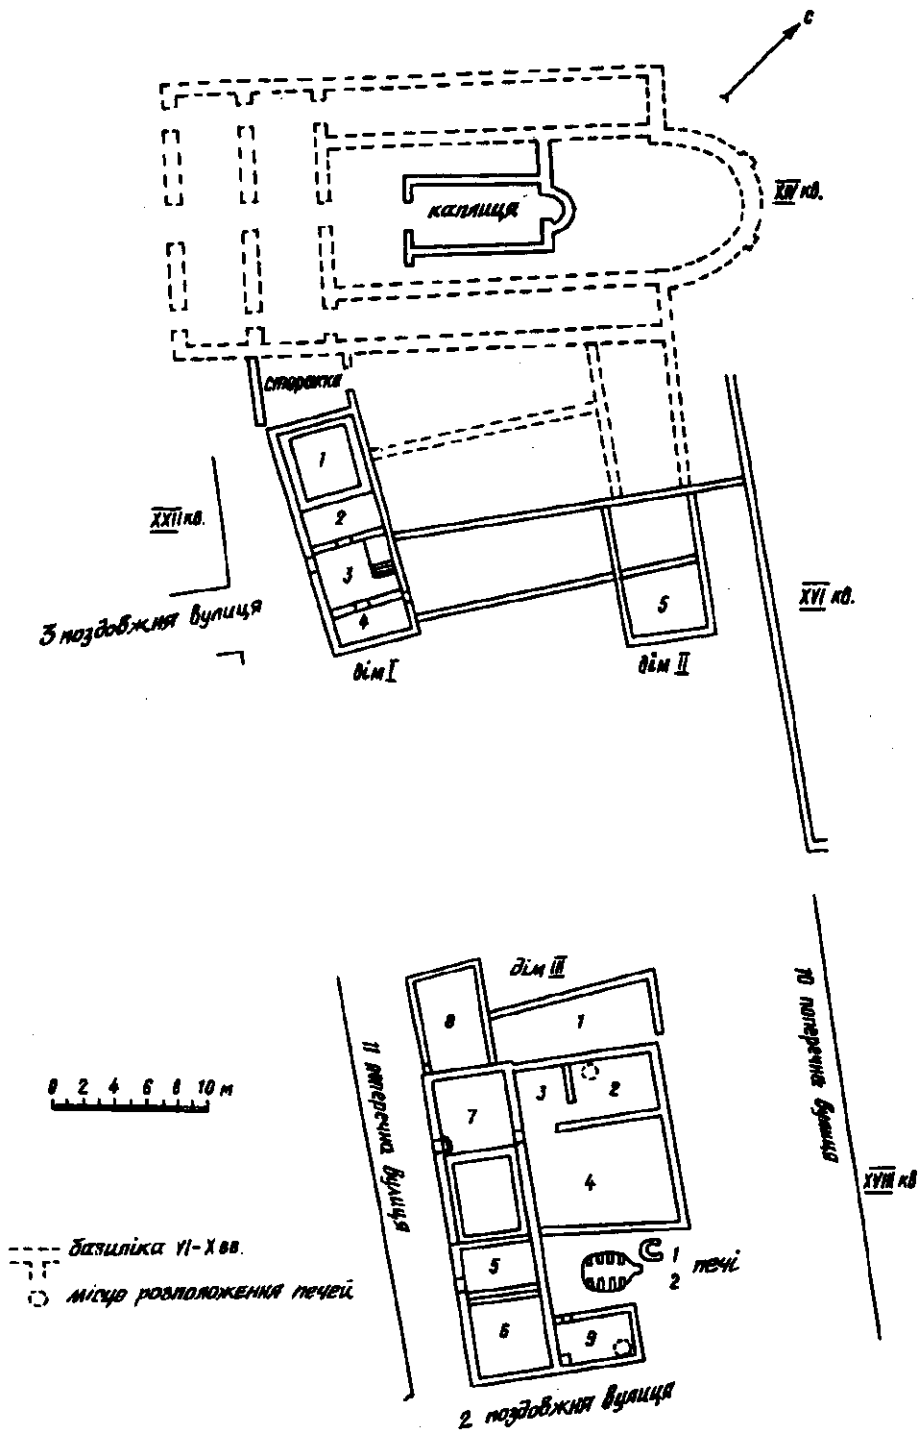 С
XIV кв.
каплиця
сторожка
1
2
XXII кв.
3
4
5
XVI кв.
3 поздовжня вулиця
дім I
дім II
дім III
10 поперечна вулиця
8
1
11 поперечна вулиця
0 2 4 6 8 10 м
3
2
7
4
XVIII кв
базиліка VI-X вв.
5
1
2
печі
місце розположення печей
6
9
2 поздовжня вулиця